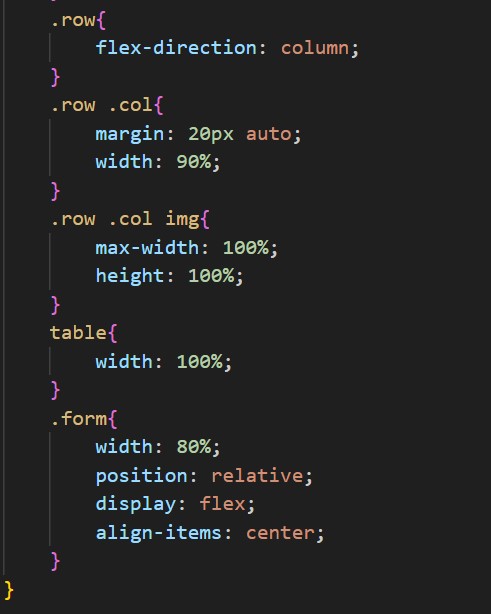 .row{
flex-direction: column;
}
.row .col{
margin: 20px auto;
width: 90%;
}
.row .col img{
max-width: 100%;
height: 100%;
}
table{
width: 100%;
}
.form{
width: 80%;
position: relative;
display: flex;
align-items: center;
}
}